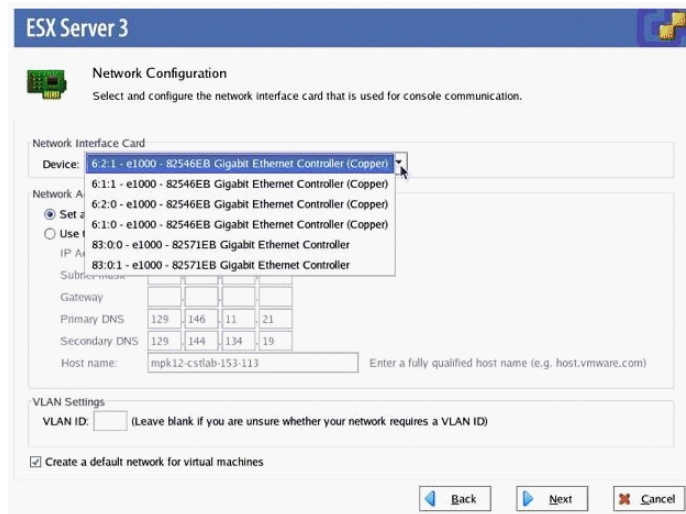 ESX Server 3
Network Configuration
Select and configure the network interface card that is used for console communication.
Network Interface Card
Device: 6:2:1 - e1000 - 82546EB Gigabit Ethernet Controller (Copper)
6:1:1 - e1000 - 82546EB Gigabit Ethernet Controller (Copper)
6:2:0 - e1000 - 82546EB Gigabit Ethernet Controller (Copper)
6:1:0 - e1000 - 82546EB Gigabit Ethernet Controller (Copper)
83:0:0 - e1000 - 82571EB Gigabit Ethernet Controller
83:0:1 - e1000 - 82571EB Gigabit Ethernet Controller
Network A
Set a
Use
IP A
Subnet mask
Gateway
Primary DNS 129 . 146 . 11 . 21
Secondary DNS 129 . 144 . 134 . 19
Host name: mpk12-cstlab-153-113 Enter a fully qualified host name (e.g. host.vmware.com)
VLAN Settings
VLAN ID: (Leave blank if you are unsure whether your network requires a VLAN ID)
Create a default network for virtual machines
Back Next Cancel